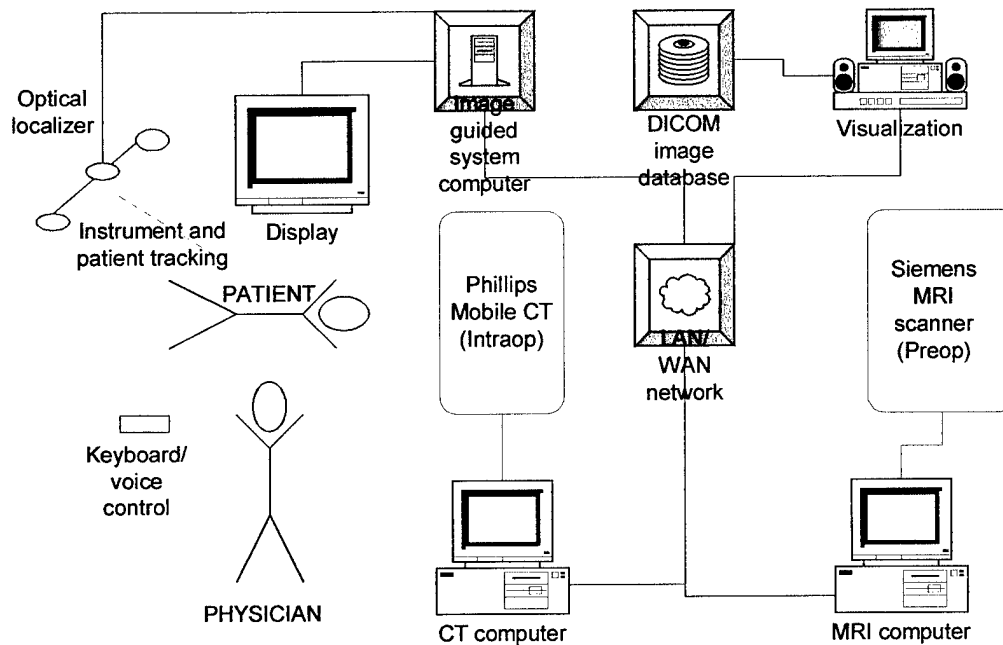 Optical
localizer
Image
guided
system
computer
DICOM
image
database
Visualization
Instrument and
patient tracking
Display
PATIENT
Phillips
Mobile CT
(Intraop)
LAN/
WAN
network
Siemens
MRI
scanner
(Preop)
Keyboard/
voice
control
PHYSICIAN
CT computer
MRI computer